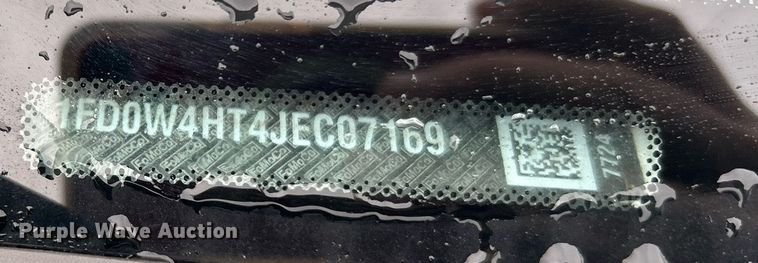 1FD0W4HT4JEC07169
7724
Purple Wave Auction